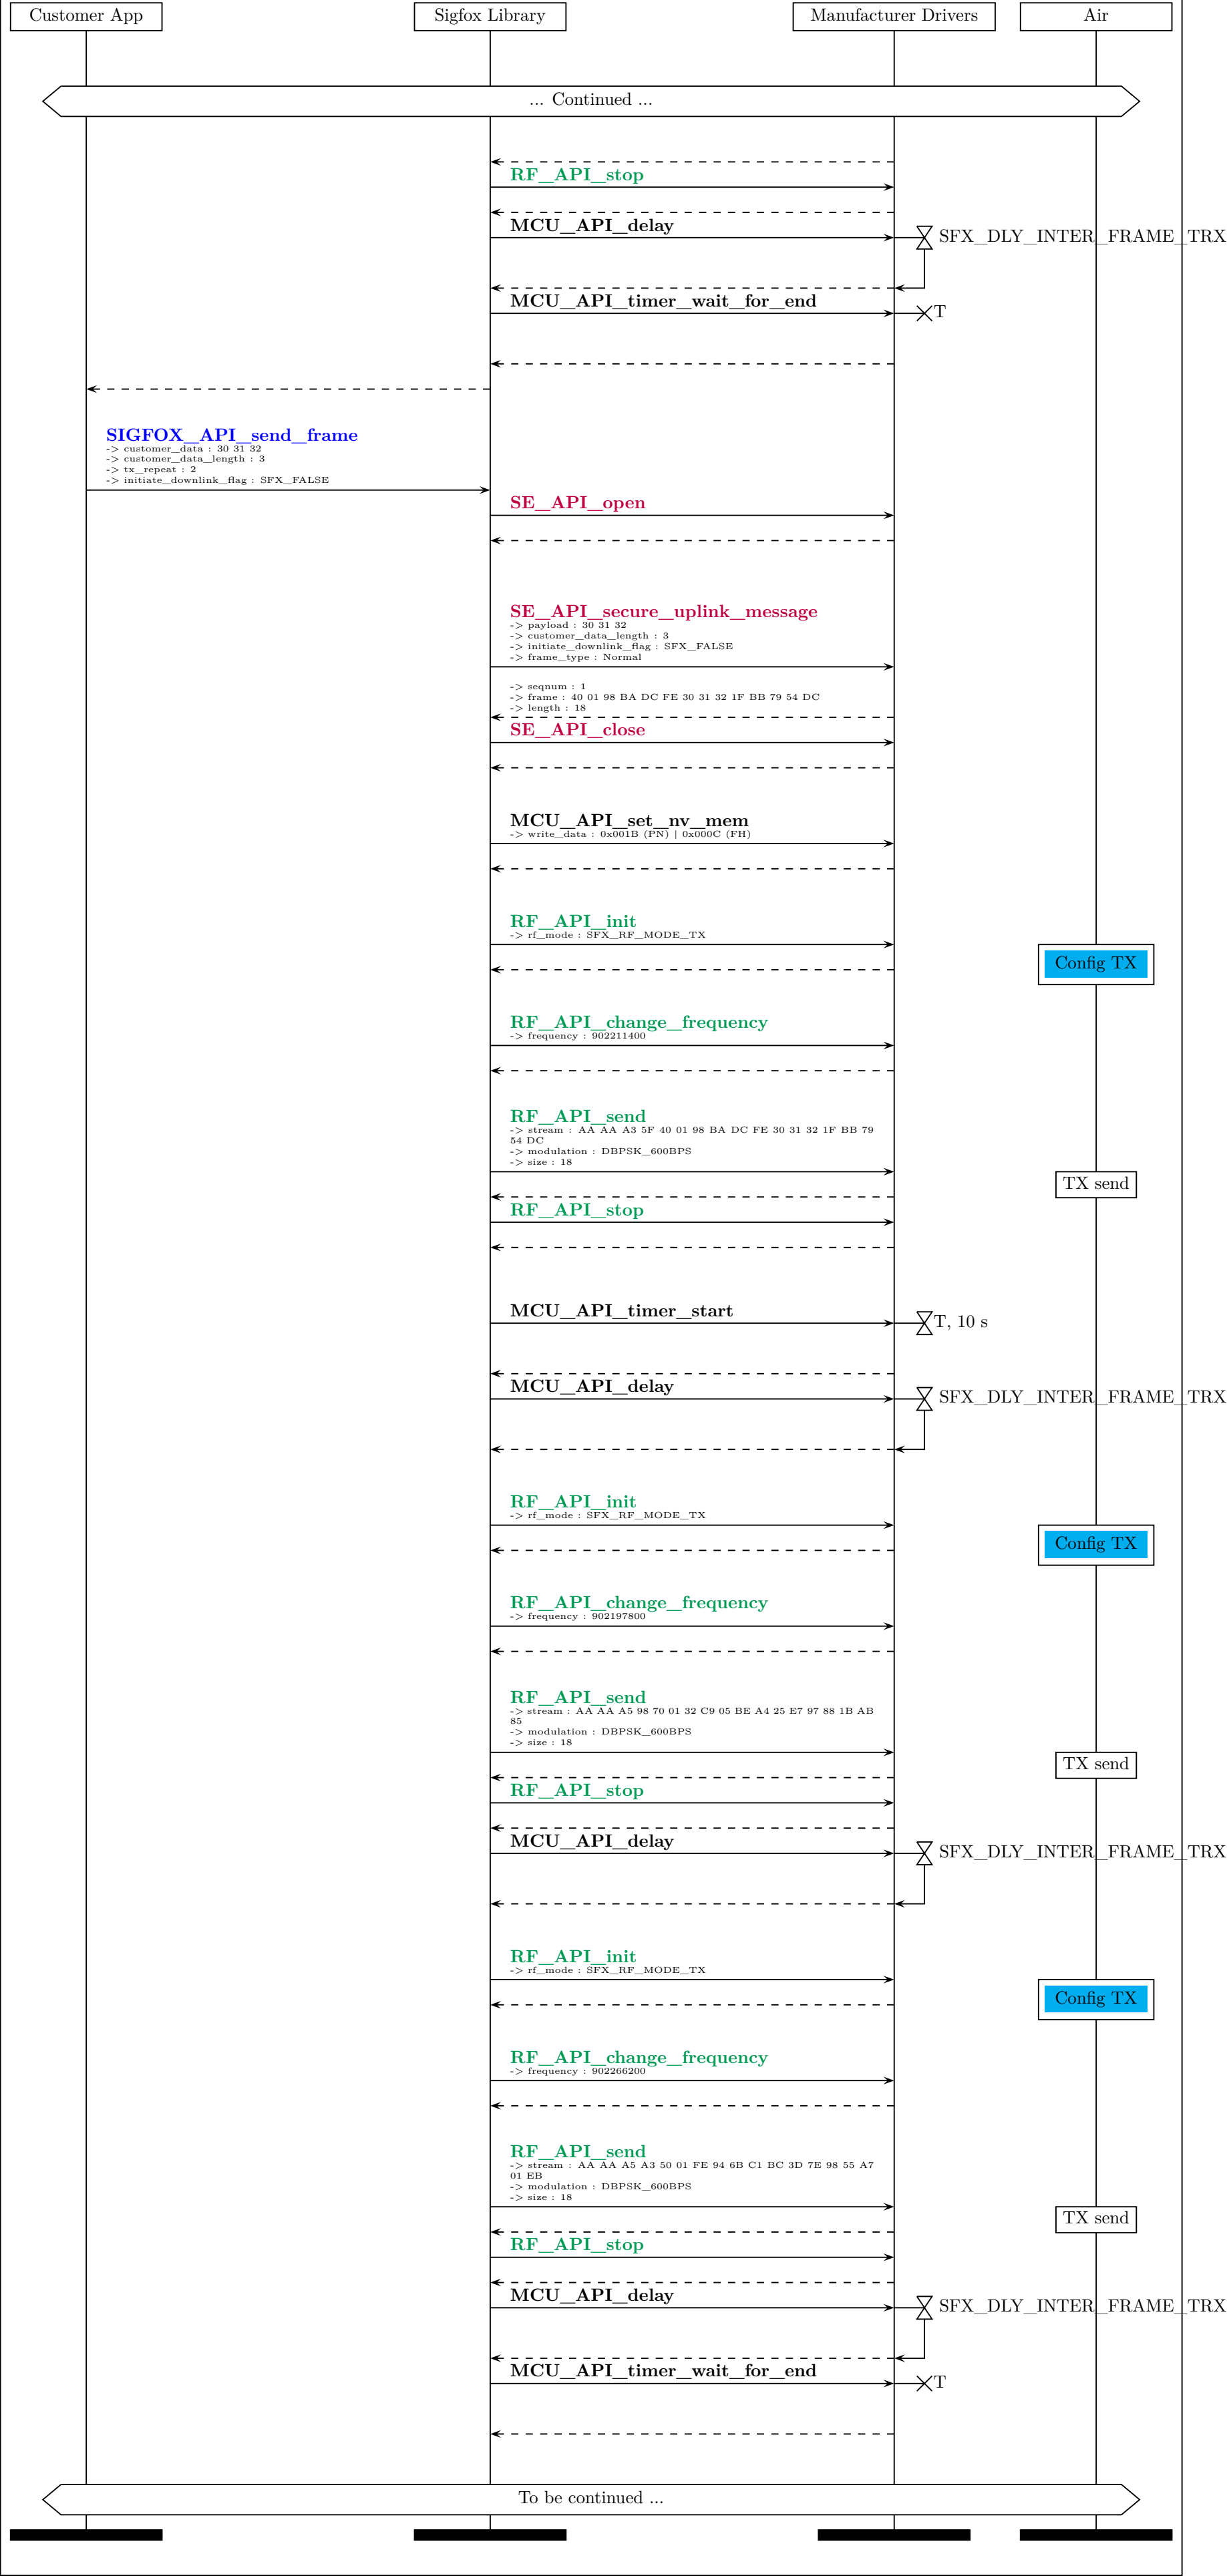 Customer App
Sigfox Library
Manufacturer Drivers
Air
... Continued ...
RF_API_stop
MCU_API_delay
SFX_DLY_INTER_FRAME_TRX
MCU_API_timer_wait_for_end
T
SIGFOX_API_send_frame
-> customer_data : 30 31 32
-> customer_data_length : 3
-> tx_repeat : 2
-> initiate_downlink_flag : SFX_FALSE
SE_API_open
SE_API_secure_uplink_message
-> payload : 30 31 32
-> customer_data_length : 3
-> initiate_downlink_flag : SFX_FALSE
-> frame_type : Normal
-> seqnum : 1
-> frame : 40 01 98 BA DC FE 30 31 32 1F BB 79 54 DC
-> length : 18
SE_API_close
MCU_API_set_nv_mem
-> write_data : 0x001B (PN) | 0x000C (FH)
RF_API_init
-> rf_mode : SFX_RF_MODE_TX
Config TX
RF_API_change_frequency
-> frequency : 902211400
RF_API_send
-> stream : AA AA A3 5F 40 01 98 BA DC FE 30 31 32 1F BB 79
54 DC
-> modulation : DBPSK_600BPS
-> size : 18
TX send
RF_API_stop
MCU_API_timer_start
T, 10 s
MCU_API_delay
SFX_DLY_INTER_FRAME_TRX
RF_API_init
-> rf_mode : SFX_RF_MODE_TX
Config TX
RF_API_change_frequency
-> frequency : 902197800
RF_API_send
-> stream : AA AA A5 98 70 01 32 C9 05 BE A4 25 E7 97 88 1B AB
85
-> modulation : DBPSK_600BPS
-> size : 18
TX send
RF_API_stop
MCU_API_delay
SFX_DLY_INTER_FRAME_TRX
RF_API_init
-> rf_mode : SFX_RF_MODE_TX
Config TX
RF_API_change_frequency
-> frequency : 902266200
RF_API_send
-> stream : AA AA A5 A3 50 01 FE 94 6B C1 BC 3D 7E 98 55 A7
01 EB
-> modulation : DBPSK_600BPS
-> size : 18
TX send
RF_API_stop
MCU_API_delay
SFX_DLY_INTER_FRAME_TRX
MCU_API_timer_wait_for_end
T
To be continued ...